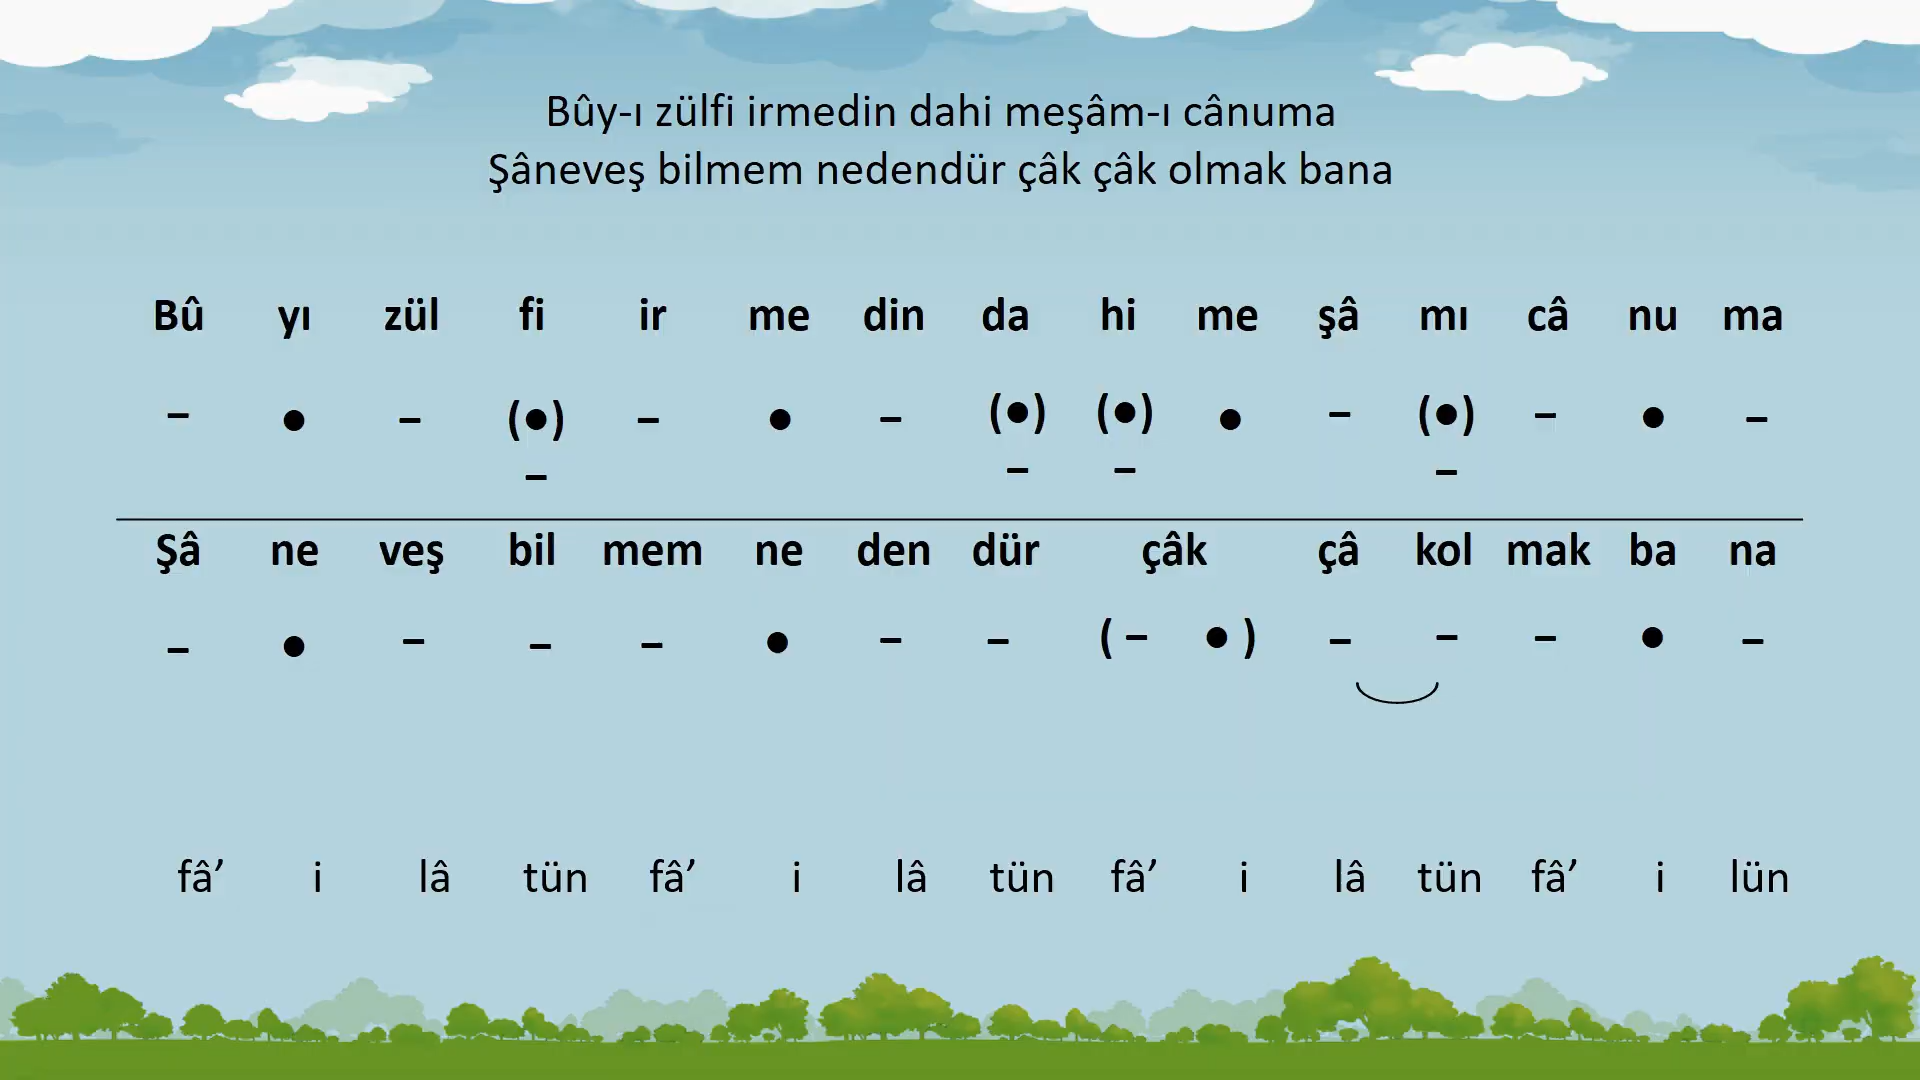 Bûy-ı zülfi irmedin dahi meşâm-ı cânuma
Şâneveş bilmem nedendür çâk çâk olmak bana
Bû yı zül fi ir me din da hi me şâ mı câ nu ma
– ● – (●) – ● – (●) (●) ● – (●) – ● –
– – – –
Şâ ne veş bil mem ne den dür çâk çâ kol mak ba na
– ● – – – ● – – ( – ● ) – – – ● –
fâ’ i lâ tün fâ’ i lâ tün fâ’ i lâ tün fâ’ i lün